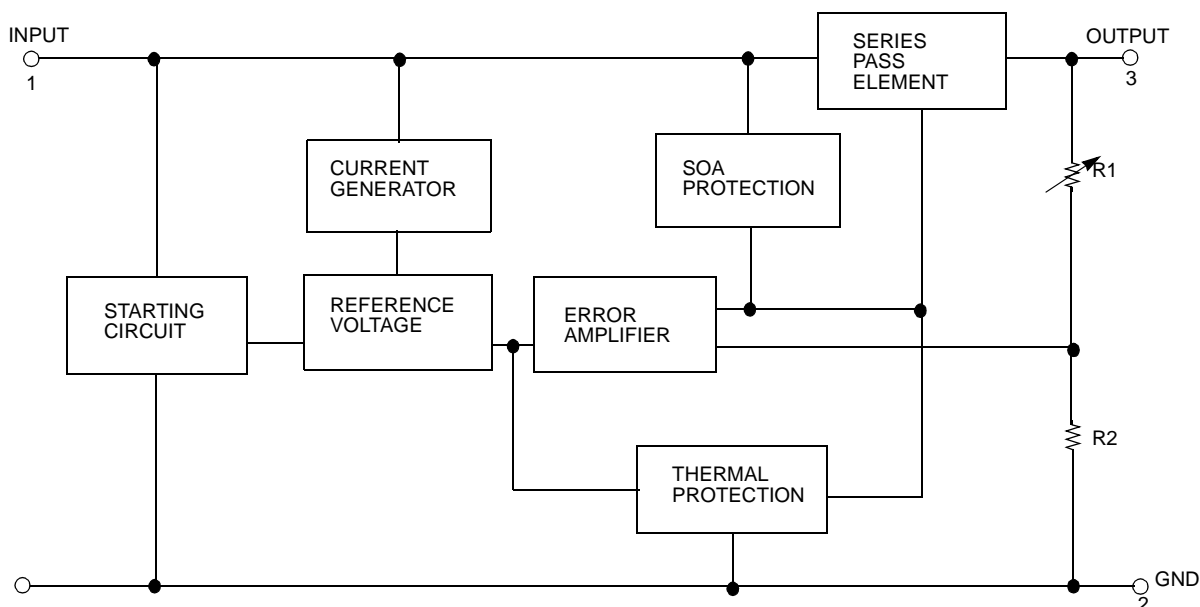 INPUT
1
SERIES
PASS
ELEMENT
OUTPUT
3
CURRENT
GENERATOR
SOA
PROTECTION
R1
STARTING
CIRCUIT
REFERENCE
VOLTAGE
ERROR
AMPLIFIER
R2
THERMAL
PROTECTION
GND
2